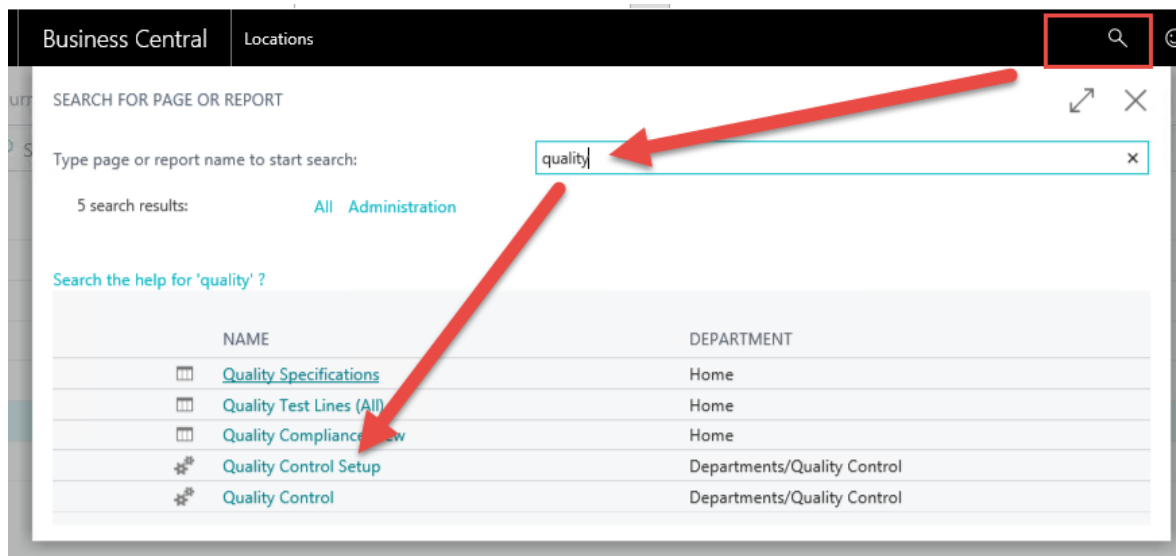 Business Central Locations
SEARCH FOR PAGE OR REPORT
Type page or report name to start search: quality
5 search results: All Administration
Search the help for 'quality' ?
NAME DEPARTMENT
Quality Specifications Home
Quality Test Lines (All) Home
Quality Compliance Home
Quality Control Setup Departments/Quality Control
Quality Control Departments/Quality Control